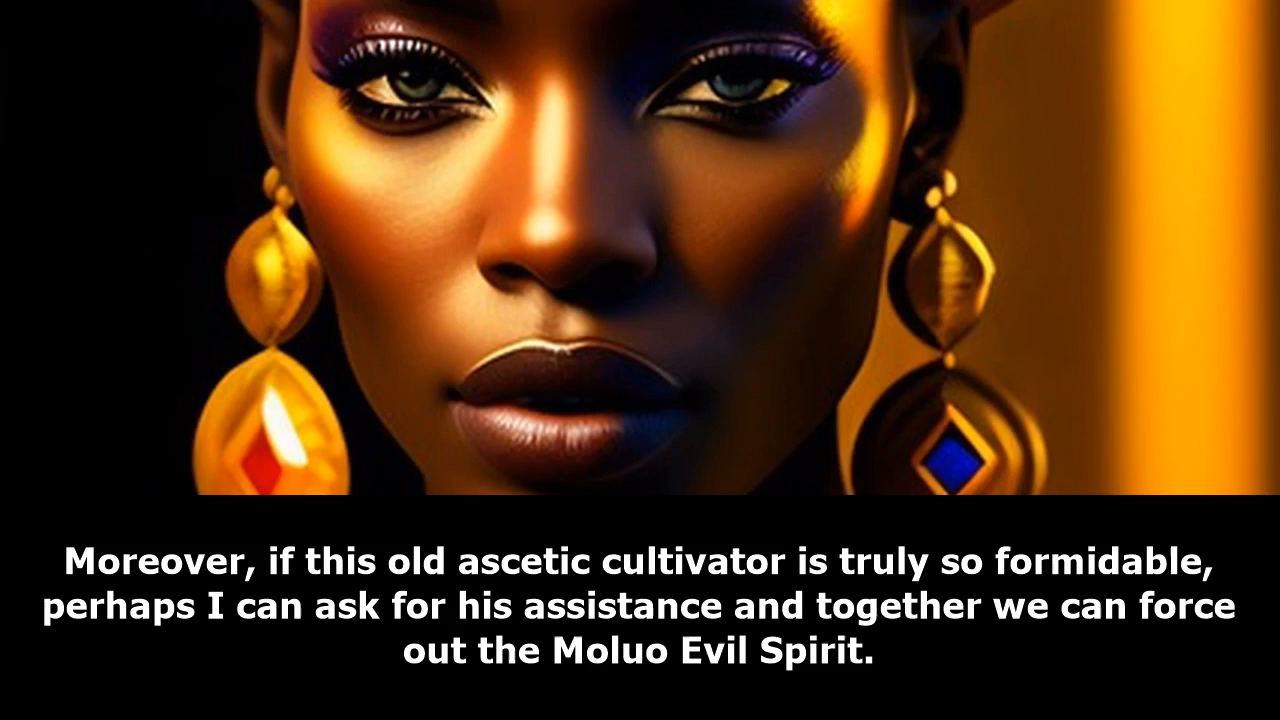 Moreover, if this old ascetic cultivator is truly so formidable,
perhaps I can ask for his assistance and together we can force
out the Moluo Evil Spirit.